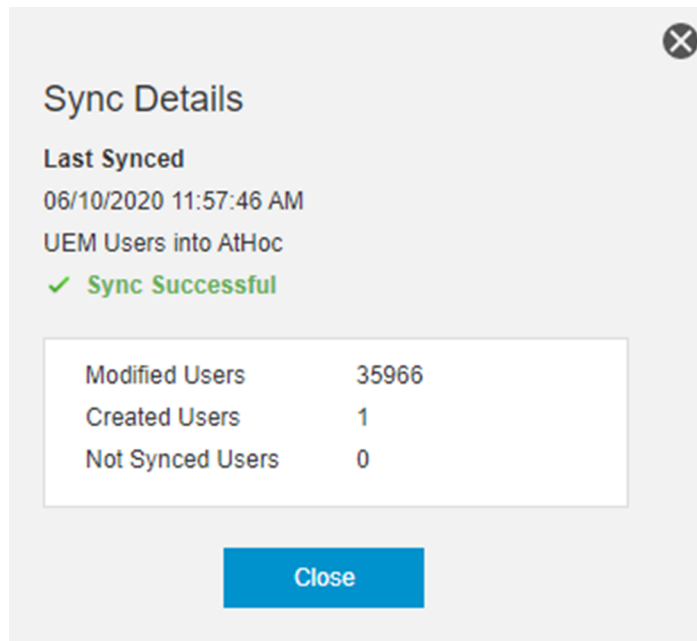 Sync Details
Last Synced
06/10/2020 11:57:46 AM
UEM Users into AtHoc
Sync Successful
Modified Users 35966
Created Users 1
Not Synced Users 0
Close